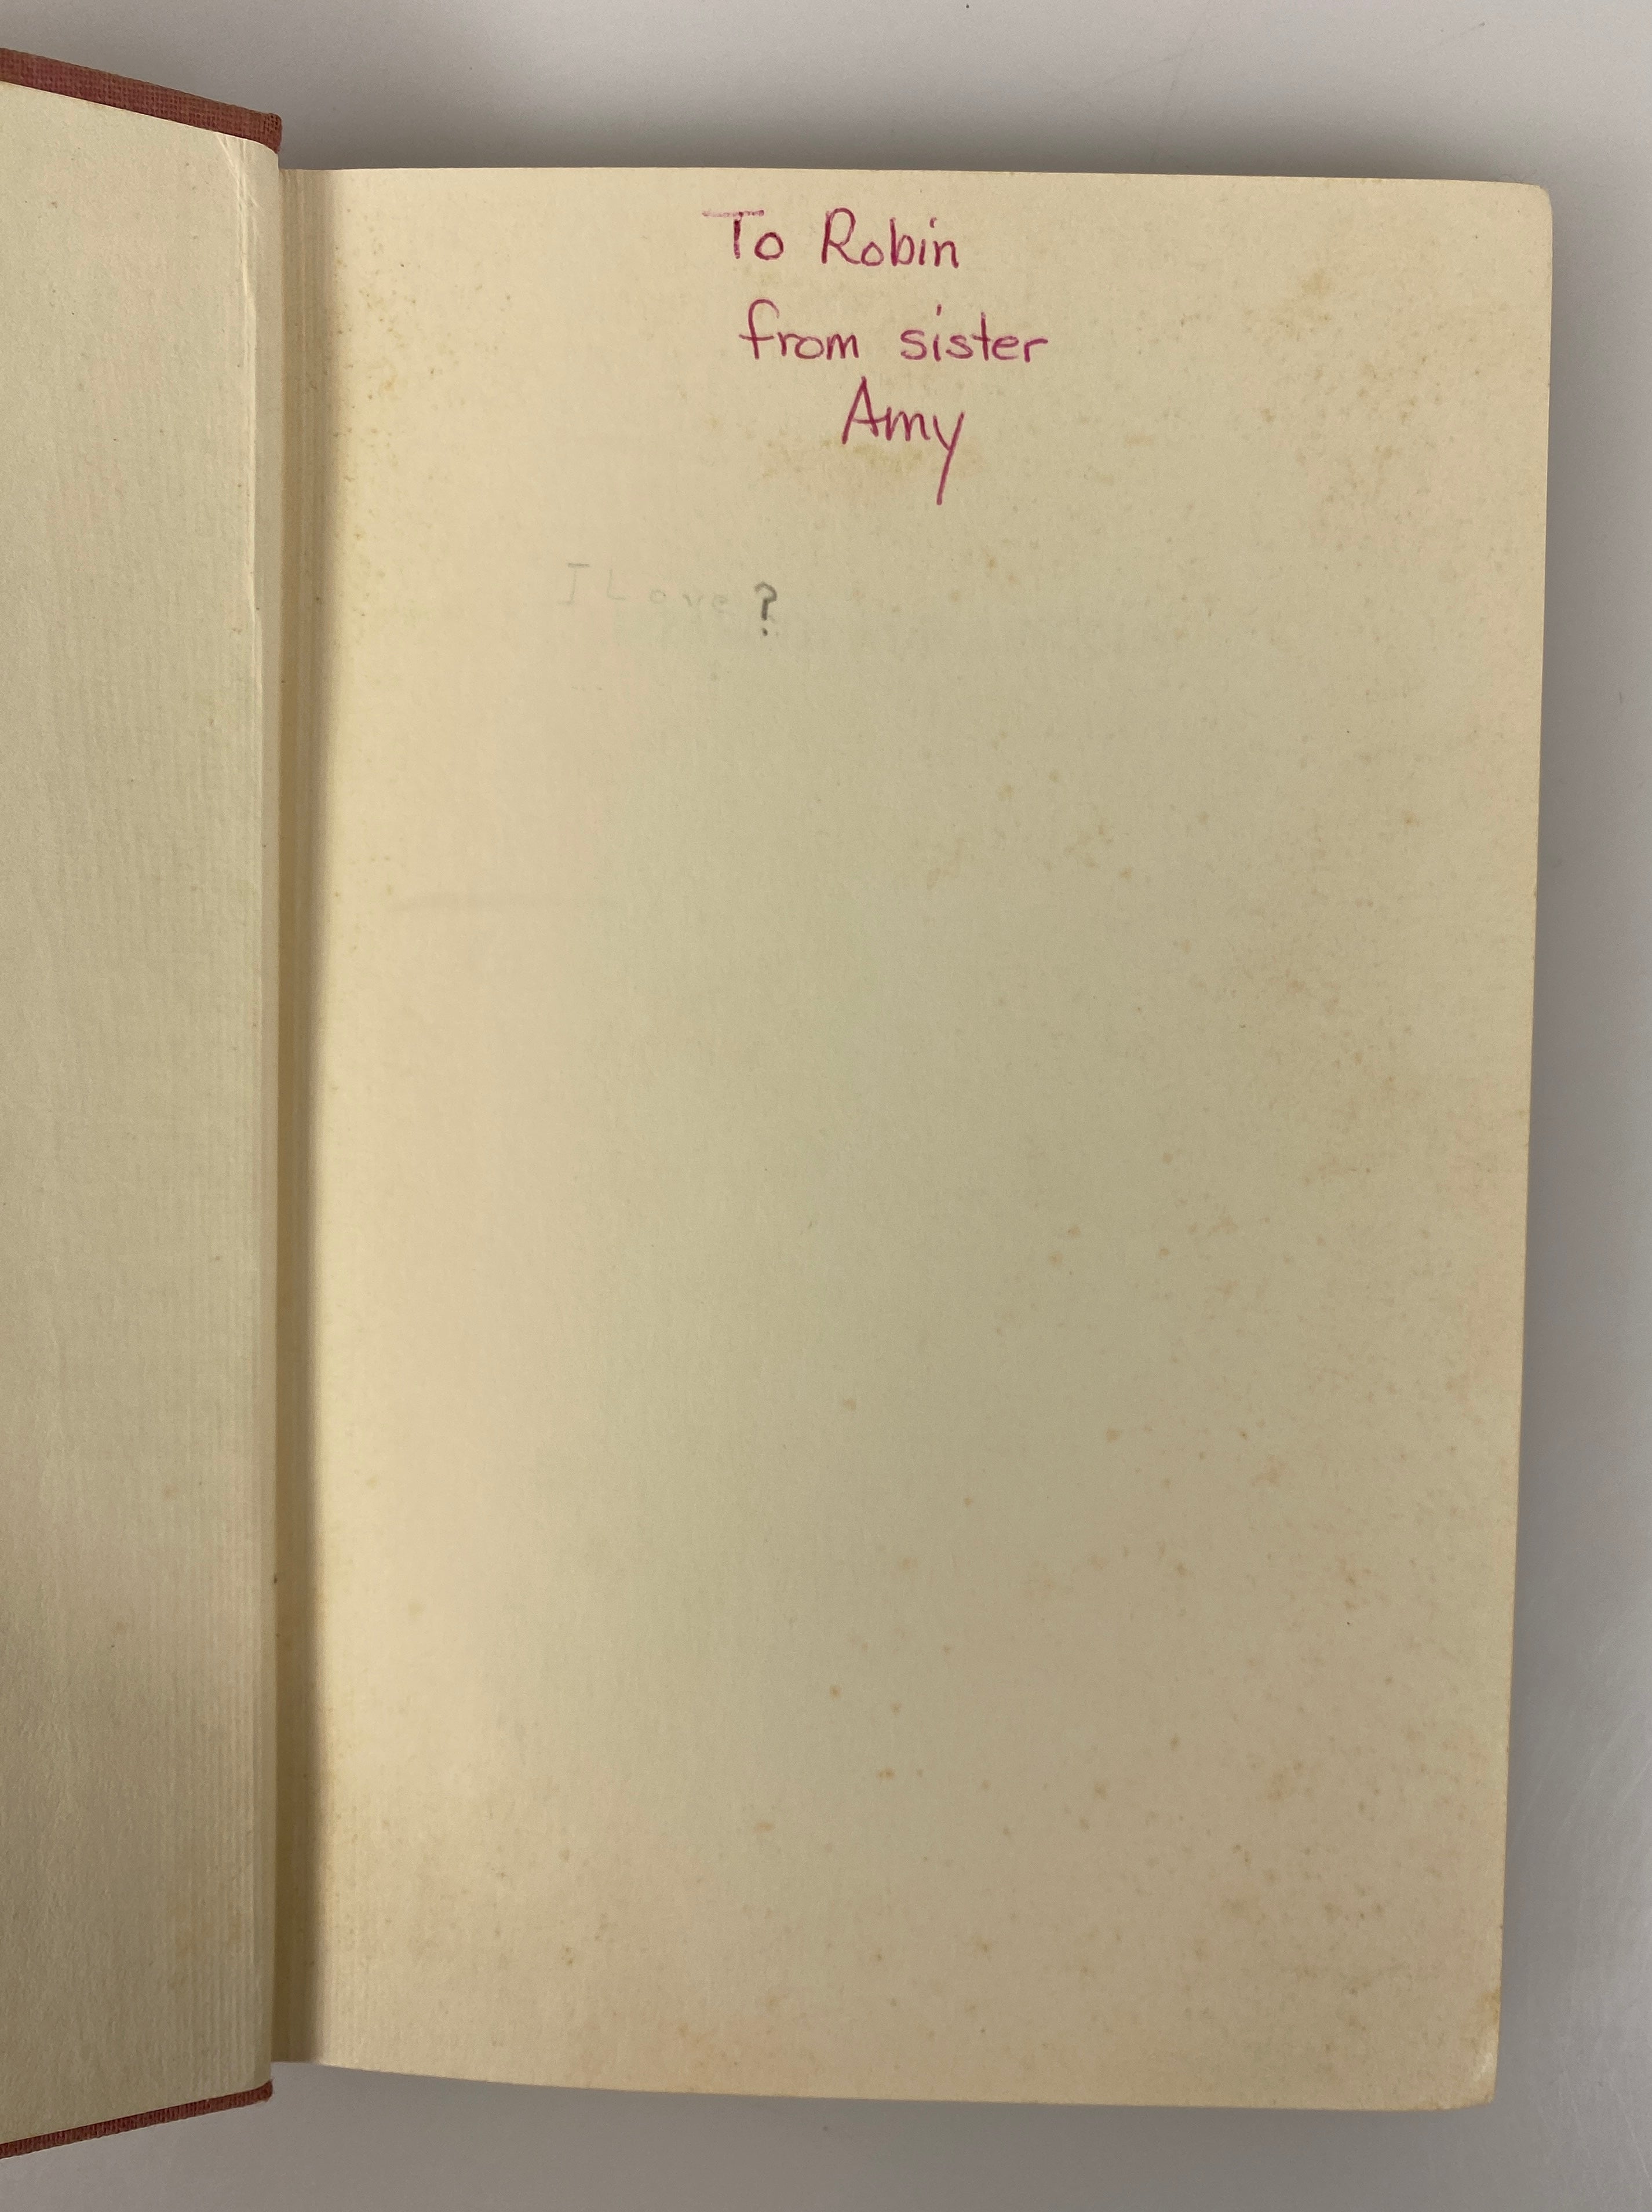 To Robin
from sister
Amy
I Love ?